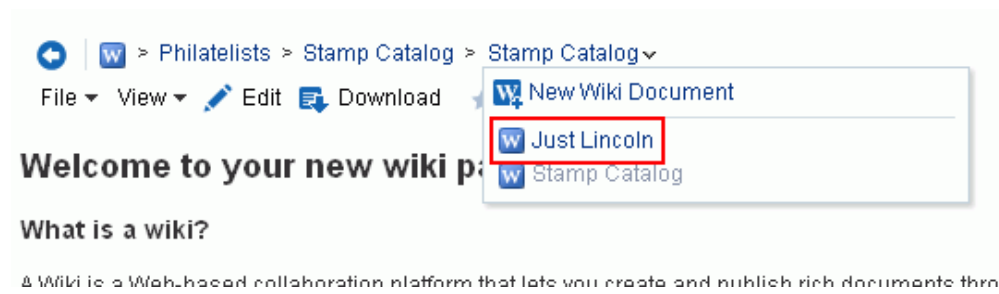 W > Philatelists > Stamp Catalog > Stamp Catalog
File View Edit Download
W New Wiki Document
W Just Lincoln
W Stamp Catalog
Welcome to your new wiki
What is a wiki?
A Wiki is a Web-based collaboration platform that lets you create and publish rich documents